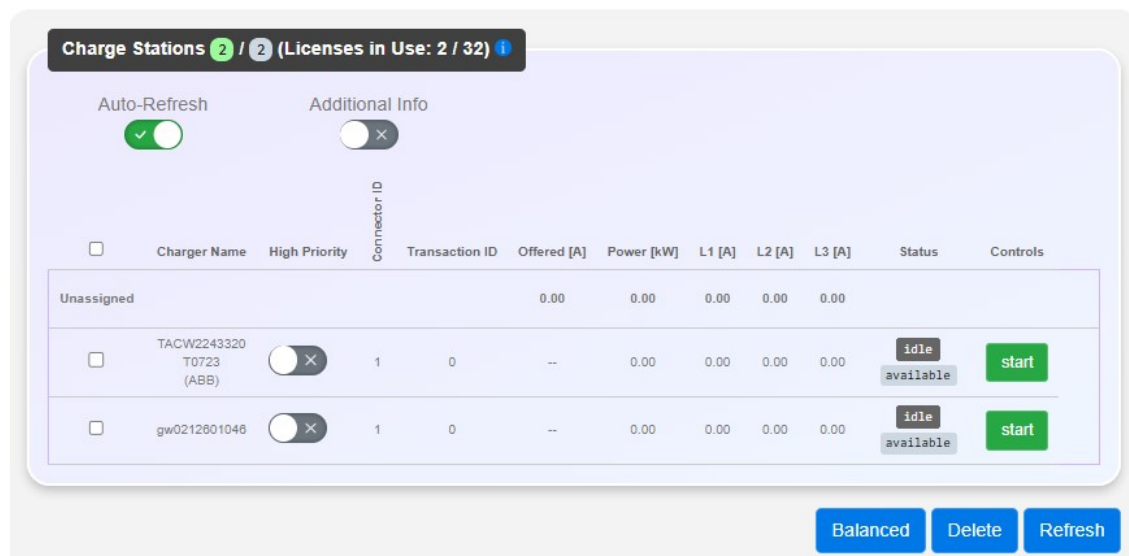 Charge Stations 2 / 2 (Licenses in Use: 2 / 32) i
Auto-Refresh Additional Info
Charger Name High Priority Connector ID Transaction ID Offered [A] Power [kW] L1 [A] L2 [A] L3 [A] Status Controls
Unassigned 0.00 0.00 0.00 0.00 0.00
TACW2243320
T0723
(ABB)
1 0 -- 0.00 0.00 0.00 0.00 idle
available
start
gw0212601046 1 0 -- 0.00 0.00 0.00 0.00 idle
available
start
Balanced Delete Refresh